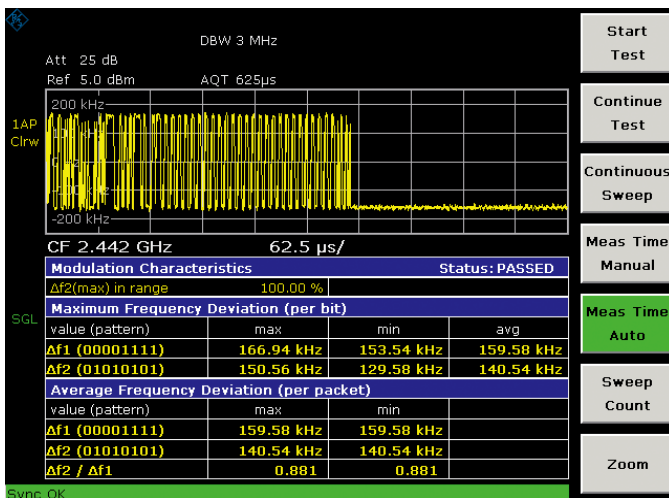 DBW 3 MHz
Att 25 dB
Ref 5.0 dBm AQT 625µs
200 kHz
1AP
Clrw
-200 kHz
CF 2.442 GHz 62.5 µs/
Modulation Characteristics Status: PASSED
Δf2(max) in range 100.00 %
Maximum Frequency Deviation (per bit)
SGL
value (pattern) max min avg
Δf1 (00001111) 166.94 kHz 153.54 kHz 159.58 kHz
Δf2 (01010101) 150.56 kHz 129.58 kHz 140.54 kHz
Average Frequency Deviation (per packet)
value (pattern) max min
Δf1 (00001111) 159.58 kHz 159.58 kHz
Δf2 (01010101) 140.54 kHz 140.54 kHz
Δf2 / Δf1 0.881 0.881
Sync OK
Start
Test
Continue
Test
Continuous
Sweep
Meas Time
Manual
Meas Time
Auto
Sweep
Count
Zoom